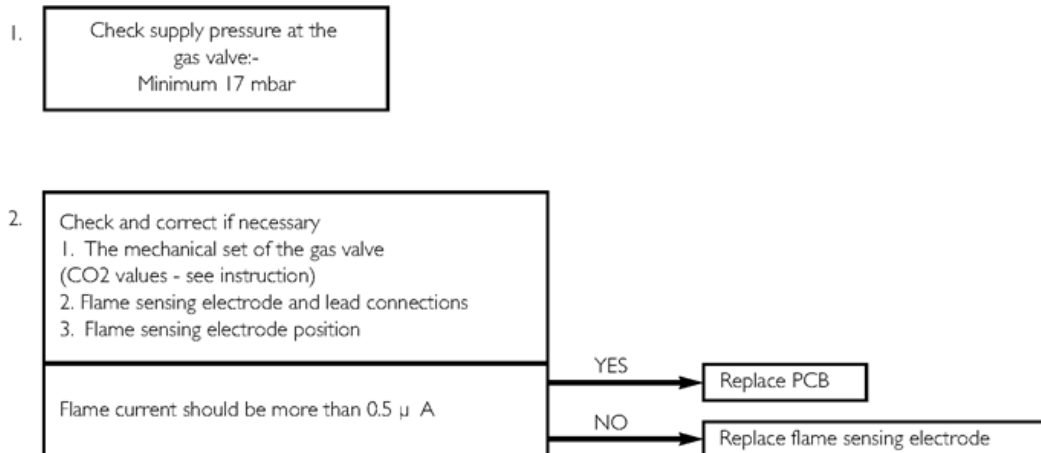 1.
Check supply pressure at the
gas valve:-
Minimum 17 mbar
2.
Check and correct if necessary
1. The mechanical set of the gas valve
(CO2 values - see instruction)
2. Flame sensing electrode and lead connections
3. Flame sensing electrode position
YES
Replace PCB
Flame current should be more than 0.5 μ A
NO
Replace flame sensing electrode